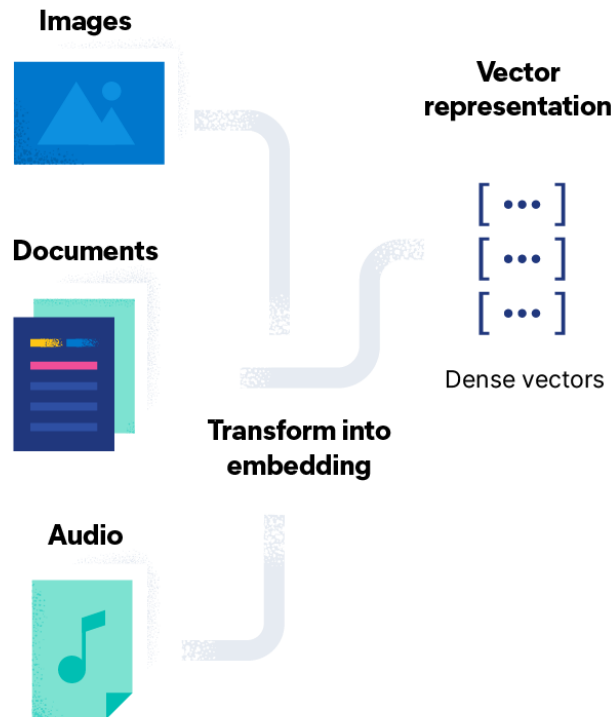 Images
Vector
representation
[ ••• ]
Documents
[ ••• ]
[ ••• ]
Dense vectors
Transform into
embedding
Audio